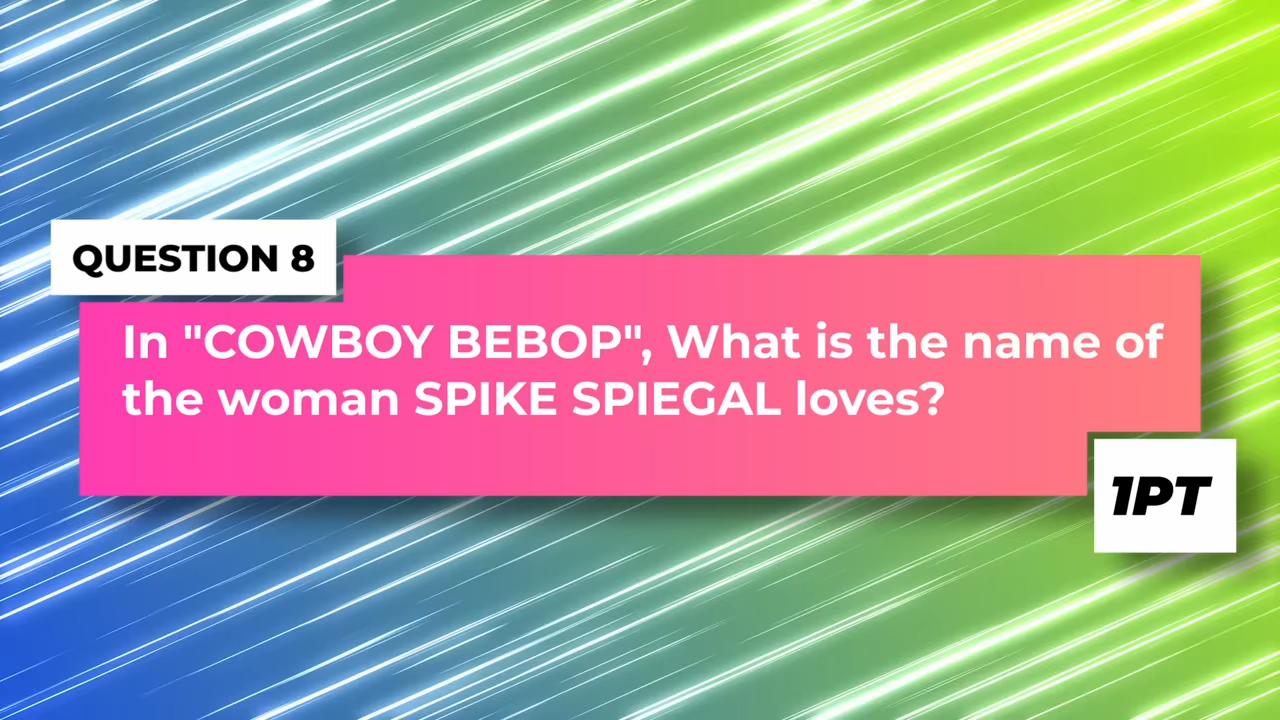 QUESTION 8
In "COWBOY BEBOP", What is the name of
the woman SPIKE SPIEGAL loves?
1PT